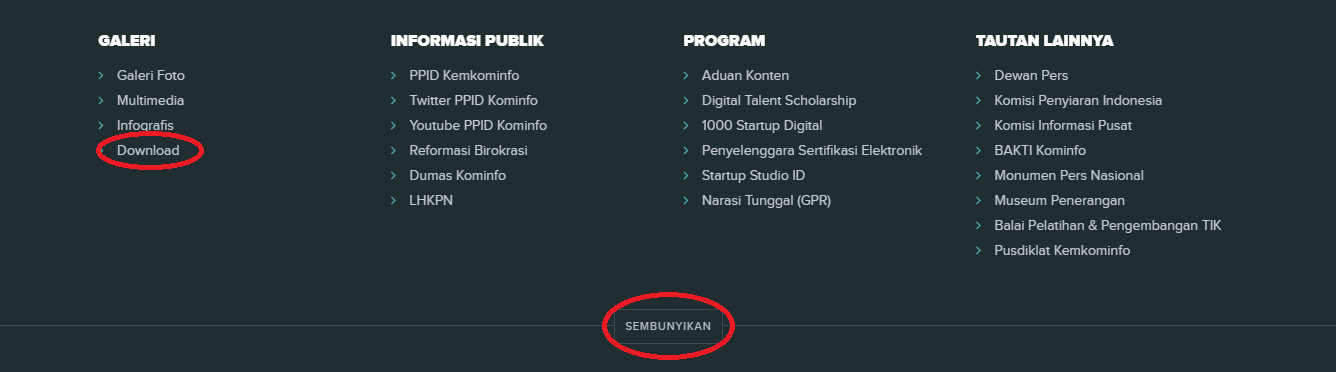 GALERI
Galeri Foto
Multimedia
Infografis
Download
INFORMASI PUBLIK
PPID Kemkominfo
Twitter PPID Kominfo
Youtube PPID Kominfo
Reformasi Birokrasi
Dumas Kominfo
LHKPN
PROGRAM
Aduan Konten
Digital Talent Scholarship
1000 Startup Digital
Penyelenggara Sertifikasi Elektronik
Startup Studio ID
Narasi Tunggal (GPR)
TAUTAN LAINNYA
Dewan Pers
Komisi Penyiaran Indonesia
Komisi Informasi Pusat
BAKTI Kominfo
Monumen Pers Nasional
Museum Penerangan
Balai Pelatihan & Pengembangan TIK
Pusdiklat Kemkominfo
SEMBUNYIKAN